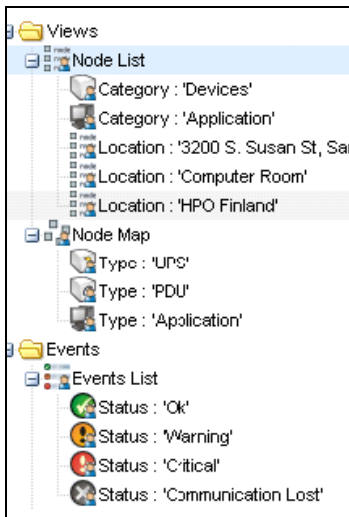 Views
Node List
Category : 'Devices'
Category : 'Application'
Location : '3200 S. Susan St,
Location : 'Computer Room'
Location : 'HPO Finland'
Node Map
Type : 'UPS'
Type : 'PDU'
Type : 'Application'
Events
Events List
Status : 'Ok'
Status : 'Warning'
Status : 'Critical'
Status : 'Communication Lost'